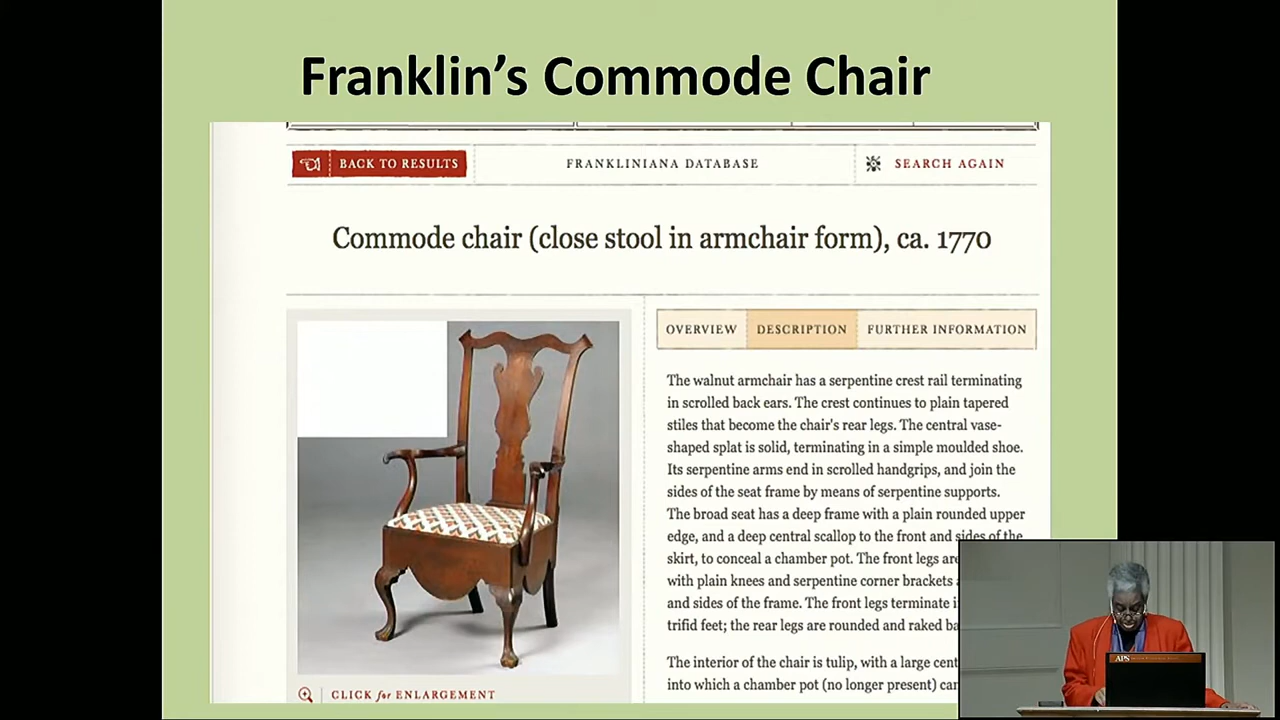 Franklin's Commode Chair
BACK TO RESULTS
FRANKLINIANA DATABASE
SEARCH AGAIN
Commode chair (close stool in armchair form), ca. 1770
OVERVIEW
DESCRIPTION
FURTHER INFORMATION
The walnut armchair has a serpentine crest rail terminating
in scrolled back ears. The crest continues to plain tapered
stiles that become the chair's rear legs. The central vase-
shaped splat is solid, terminating in a simple moulded shoe.
Its serpentine arms end in scrolled handgrips, and join the
sides of the seat frame by means of serpentine supports.
The broad seat has a deep frame with a plain rounded upper
edge, and a deep central scallop to the front and sides of the
skirt, to conceal a chamber pot. The front legs are
with plain knees and serpentine corner brackets
and sides of the frame. The front legs terminate
trifid feet; the rear legs are rounded and raked
The interior of the chair is tulip, with a large
into which a chamber pot (no longer present)
CLICK for ENLARGEMENT
APS